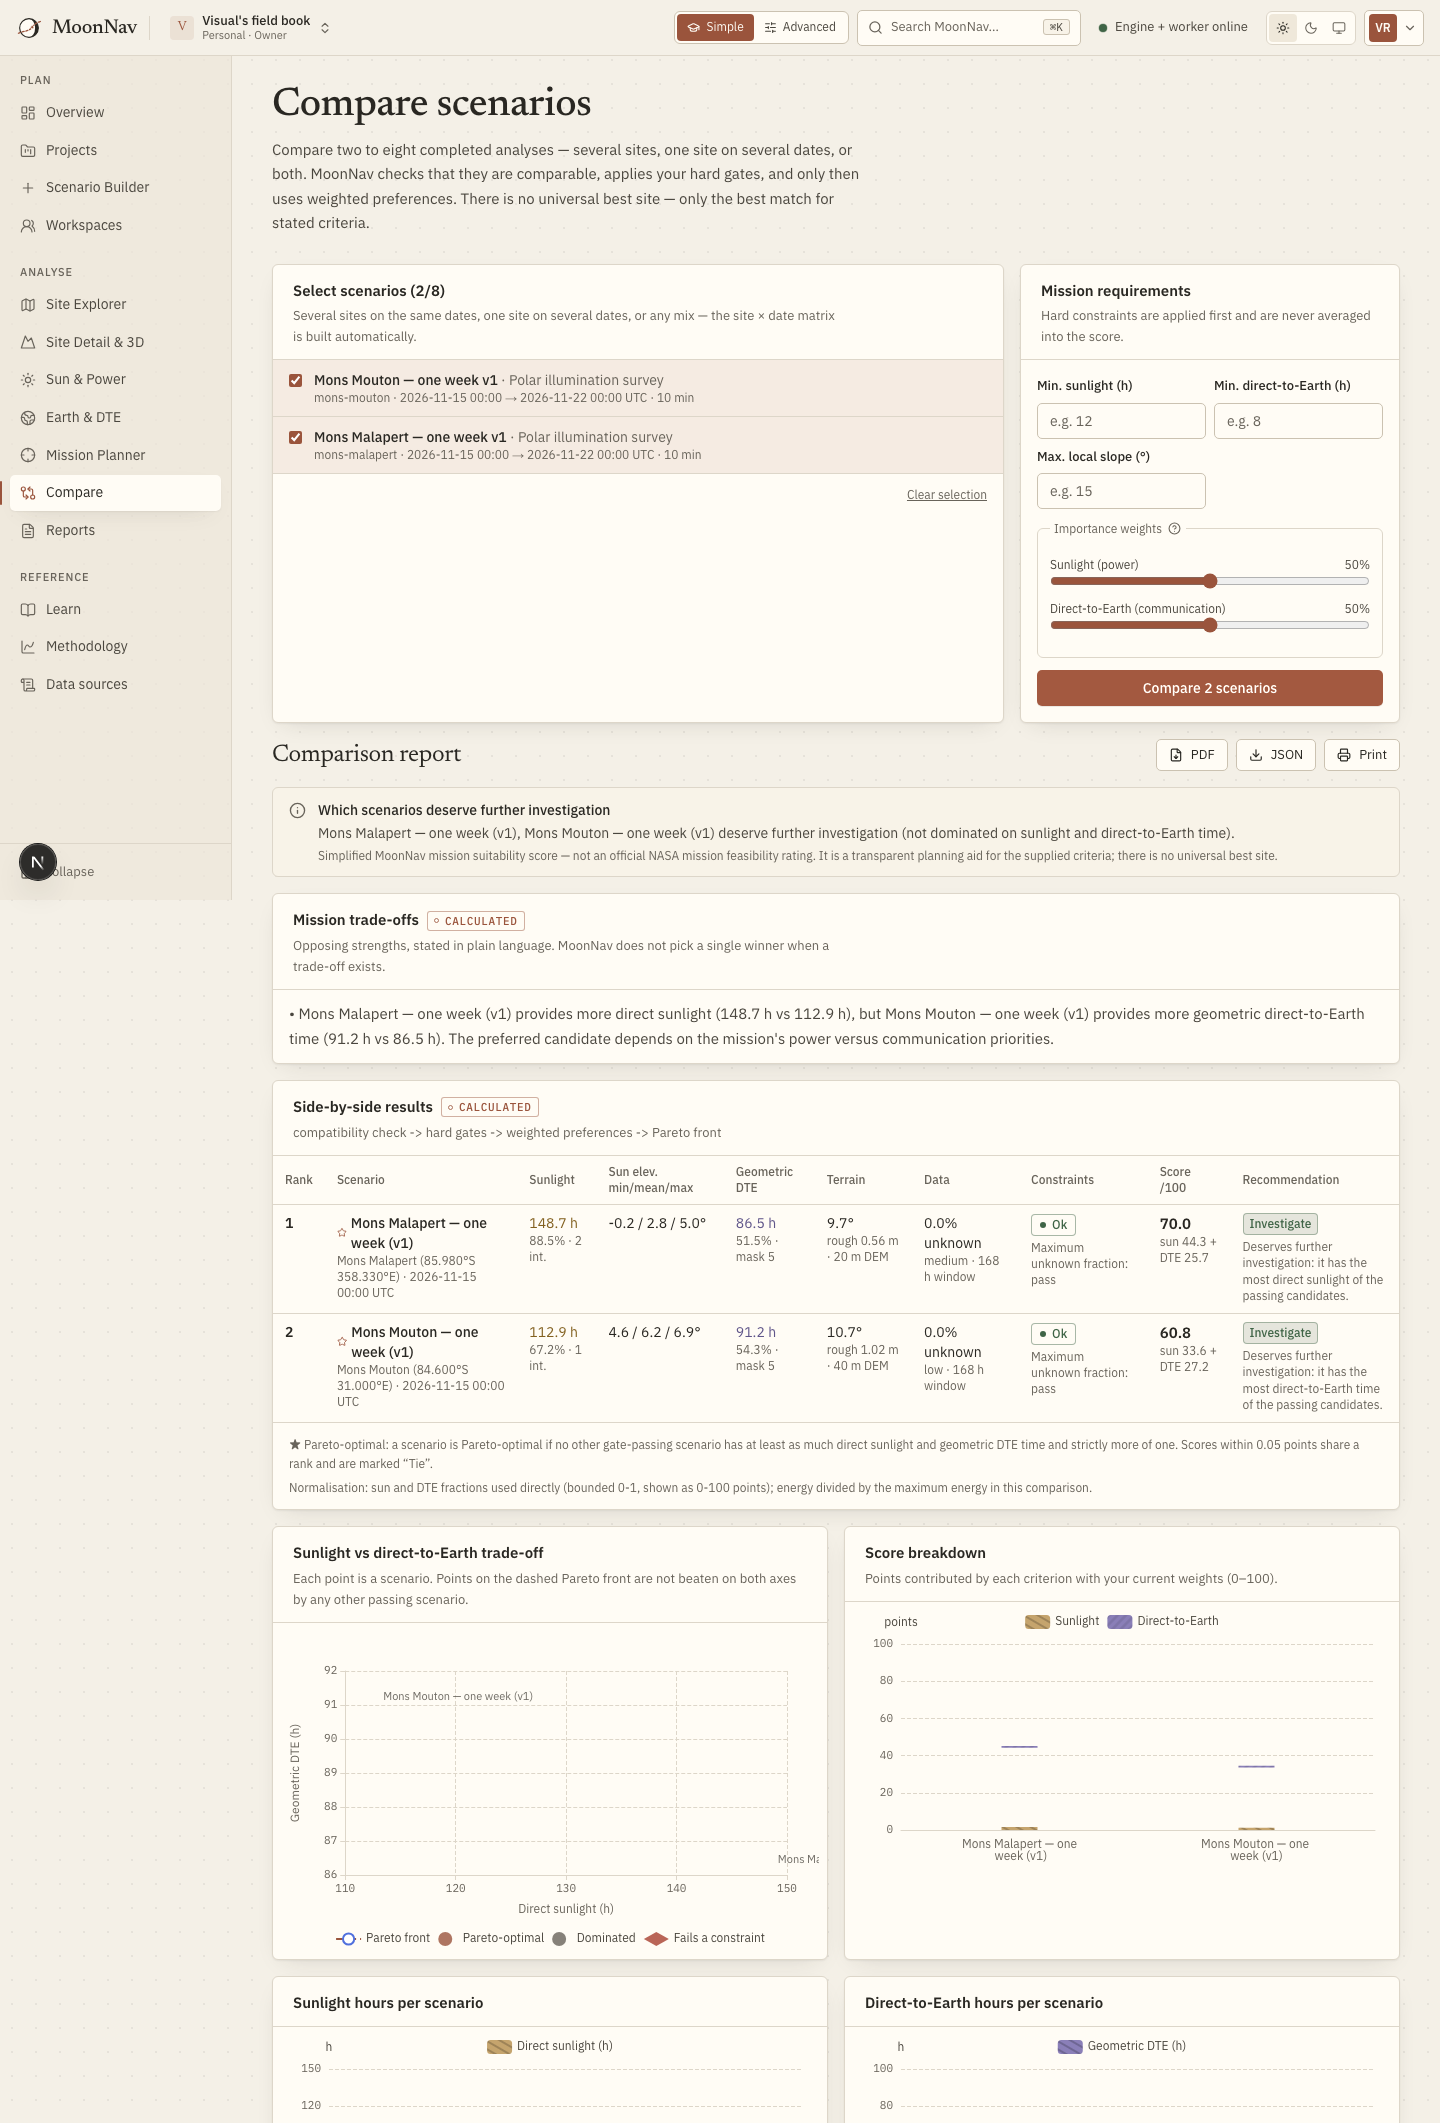 MoonNav
V
Visual's field book
Personal · Owner
Simple
Advanced
Search MoonNav...
⌘K
Engine + worker online
VR
PLAN
Overview
Projects
Scenario Builder
Workspaces
ANALYSE
Site Explorer
Site Detail & 3D
Sun & Power
Earth & DTE
Mission Planner
Compare
Reports
REFERENCE
Learn
Methodology
Data sources
N
ollapse
Compare scenarios
Compare two to eight completed analyses — several sites, one site on several dates, or
both. MoonNav checks that they are comparable, applies your hard gates, and only then
uses weighted preferences. There is no universal best site — only the best match for
stated criteria.
Select scenarios (2/8)
Several sites on the same dates, one site on several dates, or any mix — the site × date matrix
is built automatically.
Mons Mouton — one week v1 · Polar illumination survey
mons-mouton · 2026-11-15 00:00 → 2026-11-22 00:00 UTC · 10 min
Mons Malapert — one week v1 · Polar illumination survey
mons-malapert · 2026-11-15 00:00 → 2026-11-22 00:00 UTC · 10 min
Clear selection
Mission requirements
Hard constraints are applied first and are never averaged
into the score.
Min. sunlight (h)
Min. direct-to-Earth (h)
e.g. 12
e.g. 8
Max. local slope (°)
e.g. 15
Importance weights
Sunlight (power) 50%
Direct-to-Earth (communication) 50%
Compare 2 scenarios
Comparison report
PDF
JSON
Print
Which scenarios deserve further investigation
Mons Malapert — one week (v1), Mons Mouton — one week (v1) deserve further investigation (not dominated on sunlight and direct-to-Earth time).
Simplified MoonNav mission suitability score — not an official NASA mission feasibility rating. It is a transparent planning aid for the supplied criteria; there is no universal best site.
Mission trade-offs
CALCULATED
Opposing strengths, stated in plain language. MoonNav does not pick a single winner when a
trade-off exists.
• Mons Malapert — one week (v1) provides more direct sunlight (148.7 h vs 112.9 h), but Mons Mouton — one week (v1) provides more geometric direct-to-Earth
time (91.2 h vs 86.5 h). The preferred candidate depends on the mission's power versus communication priorities.
Side-by-side results
CALCULATED
compatibility check -> hard gates -> weighted preferences -> Pareto front
Rank
Scenario
Sunlight
Sun elev.
min/mean/max
Geometric
DTE
Terrain
Data
Constraints
Score
/100
Recommendation
1
Mons Malapert — one
week (v1)
Mons Malapert (85.980°S
358.330°E) · 2026-11-15
00:00 UTC
148.7 h
88.5% · 2
int.
-0.2 / 2.8 / 5.0°
86.5 h
51.5% ·
mask 5
9.7°
rough 0.56 m
· 20 m DEM
0.0%
unknown
medium · 168
h window
Ok
Maximum
unknown fraction:
pass
70.0
sun 44.3 +
DTE 25.7
Investigate
Deserves further
investigation: it has the
most direct sunlight of the
passing candidates.
2
Mons Mouton — one
week (v1)
Mons Mouton (84.600°S
31.000°E) · 2026-11-15 00:00
UTC
112.9 h
67.2% · 1
int.
4.6 / 6.2 / 6.9°
91.2 h
54.3% ·
mask 5
10.7°
rough 1.02 m
· 40 m DEM
0.0%
unknown
low · 168 h
window
Ok
Maximum
unknown fraction:
pass
60.8
sun 33.6 +
DTE 27.2
Investigate
Deserves further
investigation: it has the
most direct-to-Earth time
of the passing candidates.
★ Pareto-optimal: a scenario is Pareto-optimal if no other gate-passing scenario has at least as much direct sunlight and geometric DTE time and strictly more of one. Scores within 0.05 points share a
rank and are marked “Tie”.
Normalisation: sun and DTE fractions used directly (bounded 0-1, shown as 0-100 points); energy divided by the maximum energy in this comparison.
Sunlight vs direct-to-Earth trade-off
Each point is a scenario. Points on the dashed Pareto front are not beaten on both axes
by any other passing scenario.
92
91
90
89
88
87
86
Geometric DTE (h)
Mons Mouton — one week (v1)
Mons Ma
110
120
130
140
150
Direct sunlight (h)
Pareto front
Pareto-optimal
Dominated
Fails a constraint
Score breakdown
Points contributed by each criterion with your current weights (0–100).
points
Sunlight
Direct-to-Earth
100
80
60
40
20
0
Mons Malapert — one
week (v1)
Mons Mouton — one
week (v1)
Sunlight hours per scenario
h
Direct sunlight (h)
150
120
Direct-to-Earth hours per scenario
h
Geometric DTE (h)
100
80